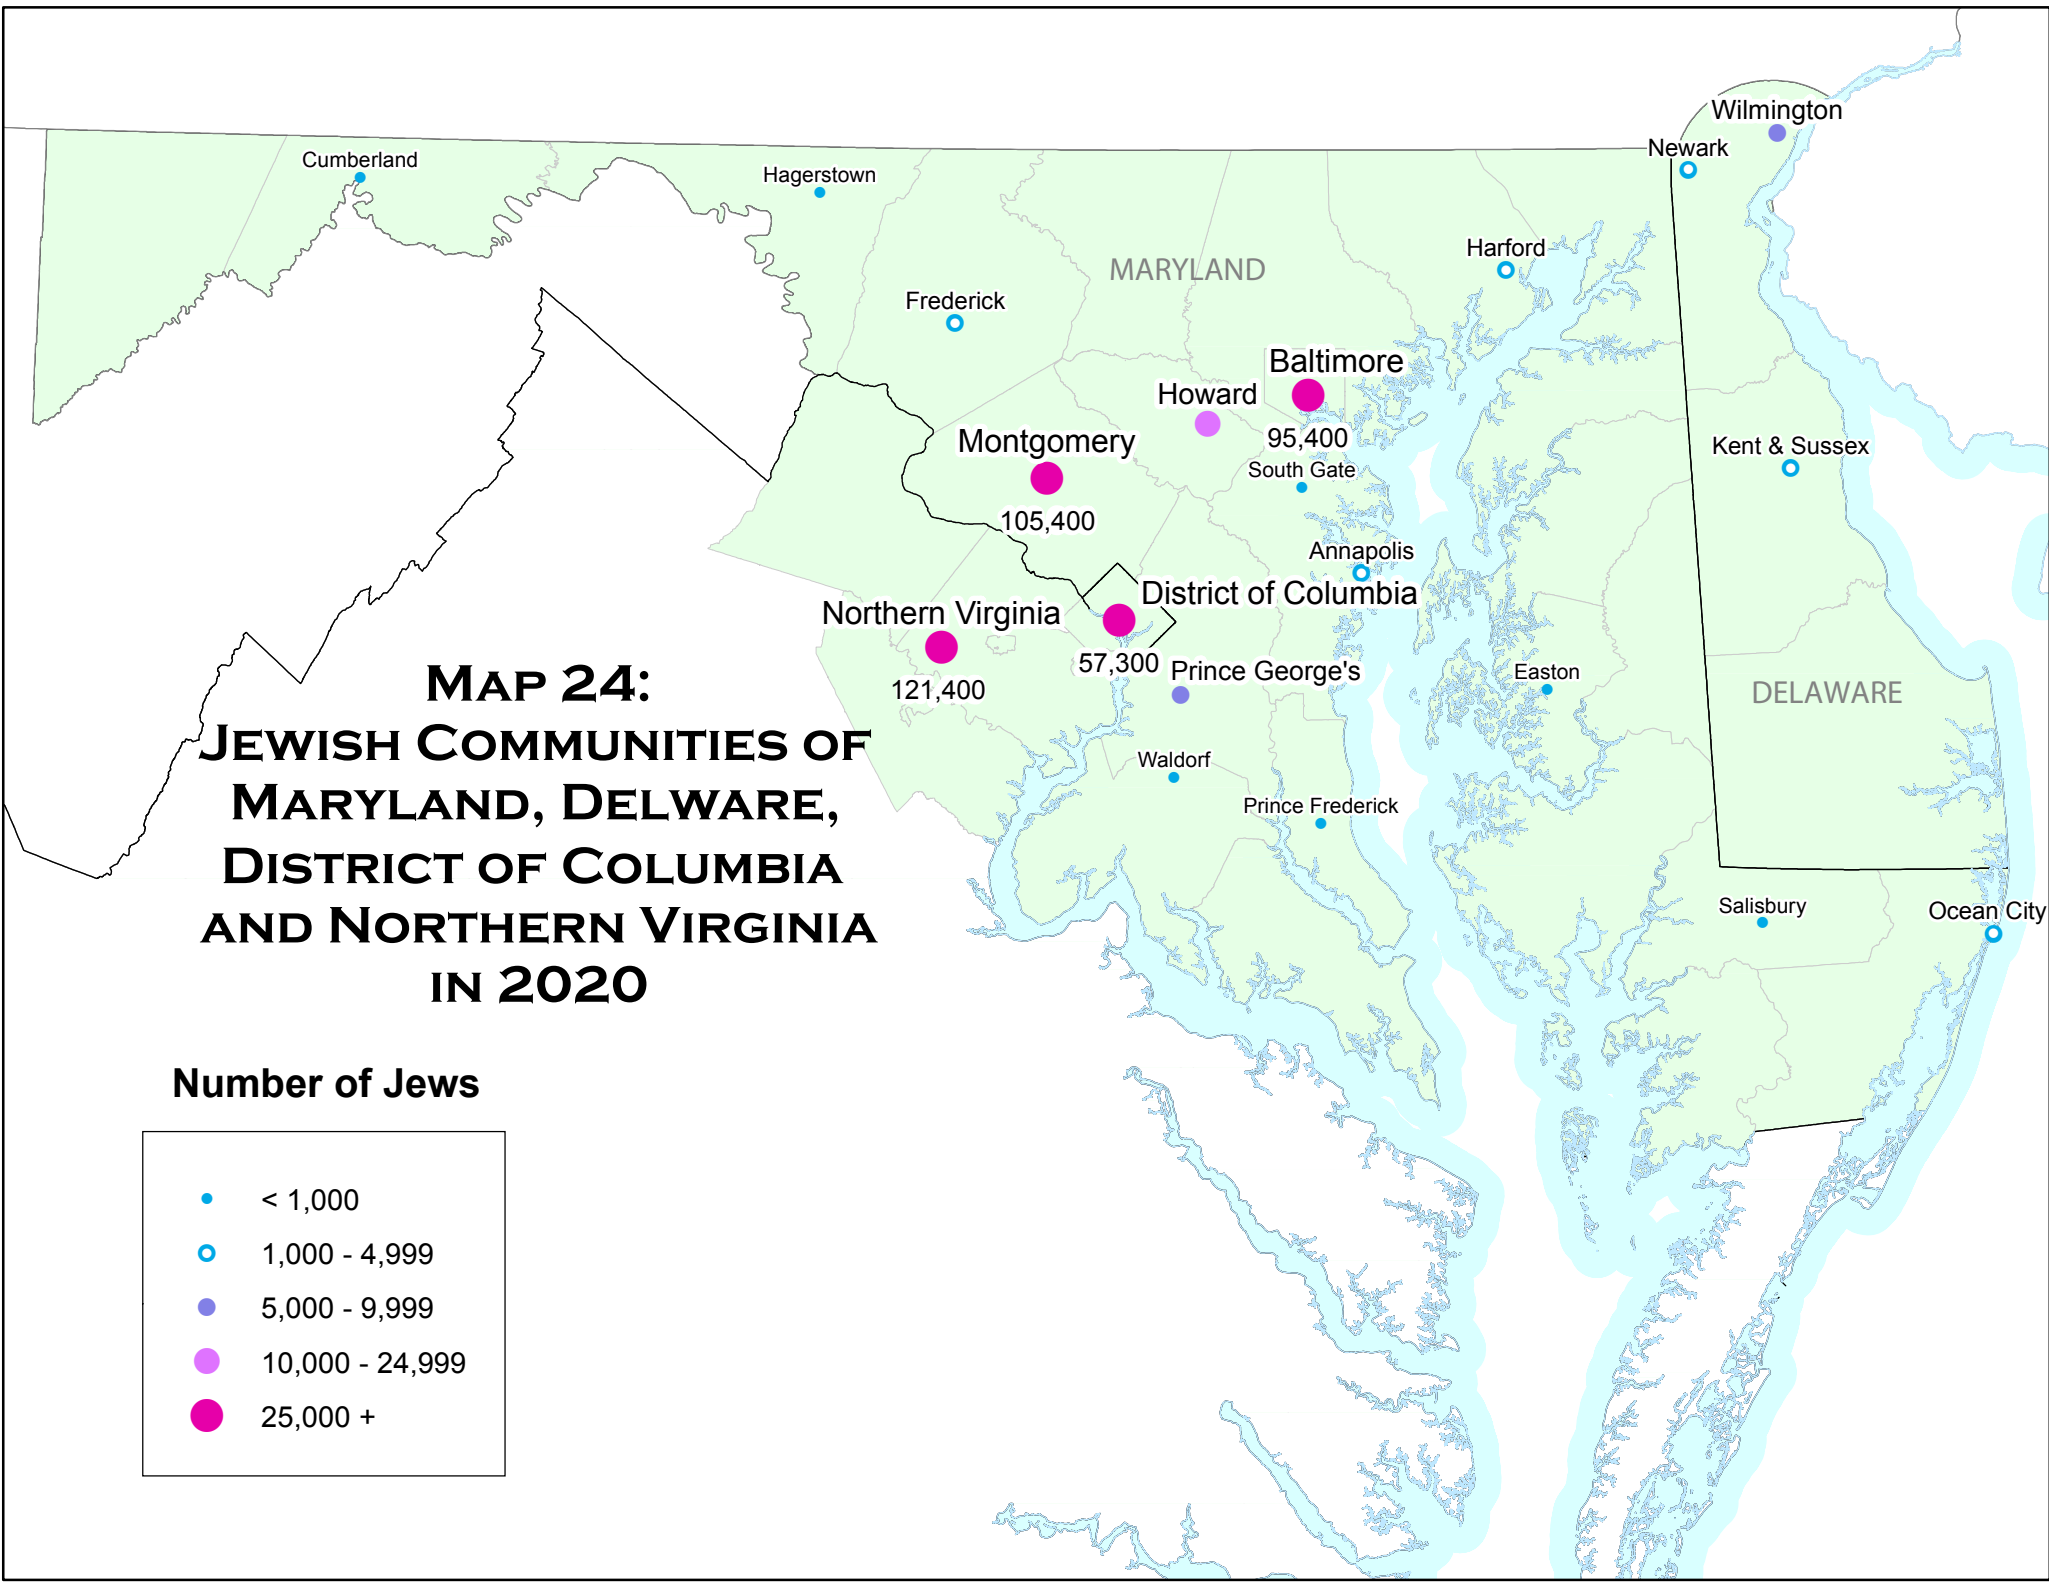 Wilmington
Newark
Cumberland
Hagerstown
Harford
MARYLAND
Frederick
Baltimore
Howard
95,400
Montgomery
Kent & Sussex
South Gate
105,400
Annapolis
District of Columbia
Northern Virginia
57,300
Prince George's
Easton
121,400
DELAWARE
Waldorf
Prince Frederick
Salisbury
Ocean City
MAP 24:
JEWISH COMMUNITIES OF
MARYLAND, DELWARE,
DISTRICT OF COLUMBIA
AND NORTHERN VIRGINIA
IN 2020
Number of Jews
< 1,000
1,000 - 4,999
5,000 - 9,999
10,000 - 24,999
25,000 +